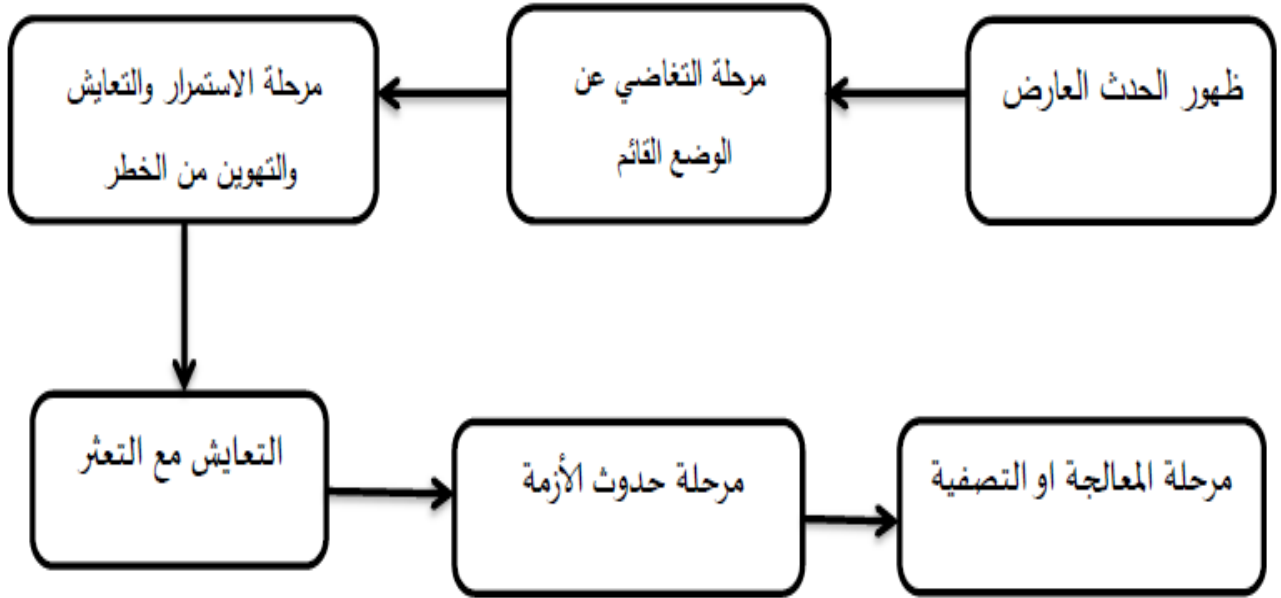 ظهور الحدث العارض
مرحلة التغاضي عن
الوضع القائم
مرحلة الاستمرار والتعايش
والتهوين من الخطر
التعايش مع التعثر
مرحلة حدوث الأزمة
مرحلة المعالجة او التصفية